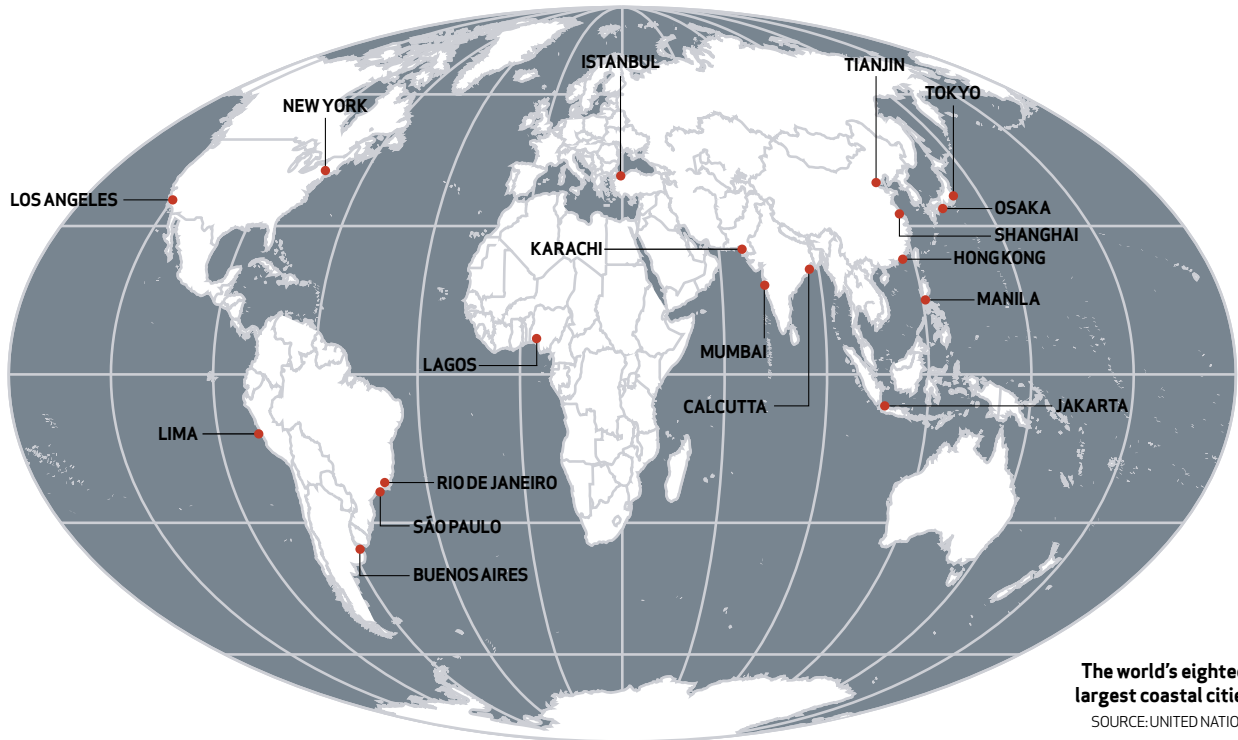 ISTANBUL
TIANJIN
TOKYO
NEW YORK
LOS ANGELES
OSAKA
SHANGHAI
KARACHI
HONG KONG
MANILA
MUMBAI
LAGOS
CALCUTTA
JAKARTA
LIMA
RIO DE JANEIRO
SÃO PAULO
BUENOS AIRES
The world's eightee
largest coastal citie
SOURCE: UNITED NATIO